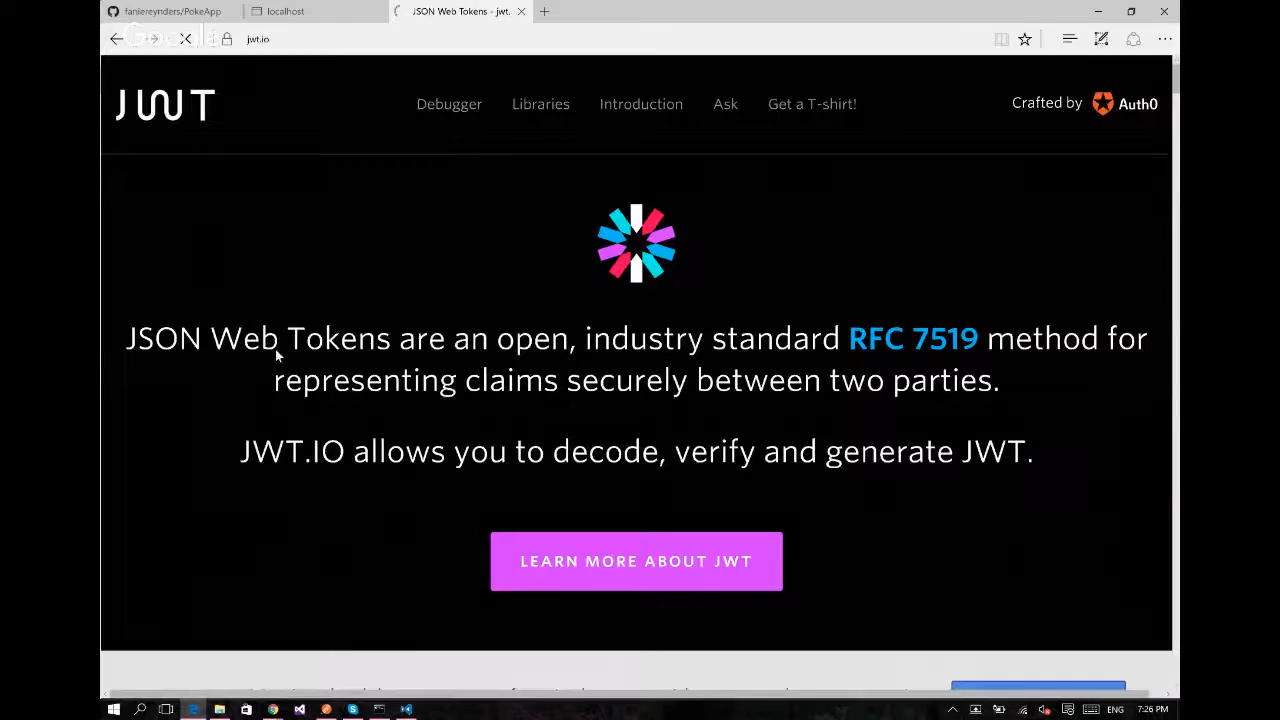 faniereynders/PokeApp
localhost
JSON Web Tokens - jwt.
jwt.io
JWT
Debugger
Libraries
Introduction
Ask
Get a T-shirt!
Crafted by
Auth0
JSON Web Tokens are an open, industry standard RFC 7519 method for
representing claims securely between two parties.
JWT.IO allows you to decode, verify and generate JWT.
LEARN MORE ABOUT JWT
ENG
7:26 PM